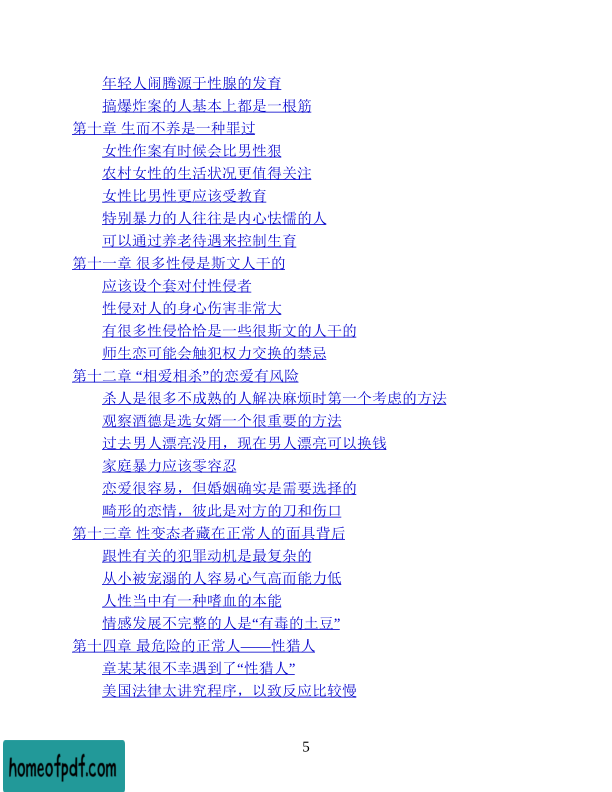 年轻人闹腾源于性腺的发育
搞爆炸案的人基本上都是一根筋
第十章 生而不养是一种罪过
女性作案有时候会比男性狠
农村女性的生活状况更值得关注
女性比男性更应该受教育
特别暴力的人往往是内心怯懦的人
可以通过养老待遇来控制生育
第十一章 很多性侵是斯文人干的
应该设个套对付性侵者
性侵对人的身心伤害非常大
有很多性侵恰恰是一些很斯文的人干的
师生恋可能会触犯权力交换的禁忌
第十二章 “相爱相杀”的恋爱有风险
杀人是很多不成熟的人解决麻烦时第一个考虑的方法
观察酒德是选女婿一个很重要的方法
过去男人漂亮没用，现在男人漂亮可以换钱
家庭暴力应该零容忍
恋爱很容易，但婚姻确实是需要选择的
畸形的恋情，彼此是对方的刀和伤口
第十三章 性变态者藏在正常人的面具背后
跟性有关的犯罪动机是最复杂的
从小被宠溺的人容易心气高而能力低
人性当中有一种嗜血的本能
情感发展不完整的人是“有毒的土豆”
第十四章 最危险的正常人——性猎人
章某某很不幸遇到了“性猎人”
美国法律太讲究程序，以致反应比较慢
5
homeofpdf.com